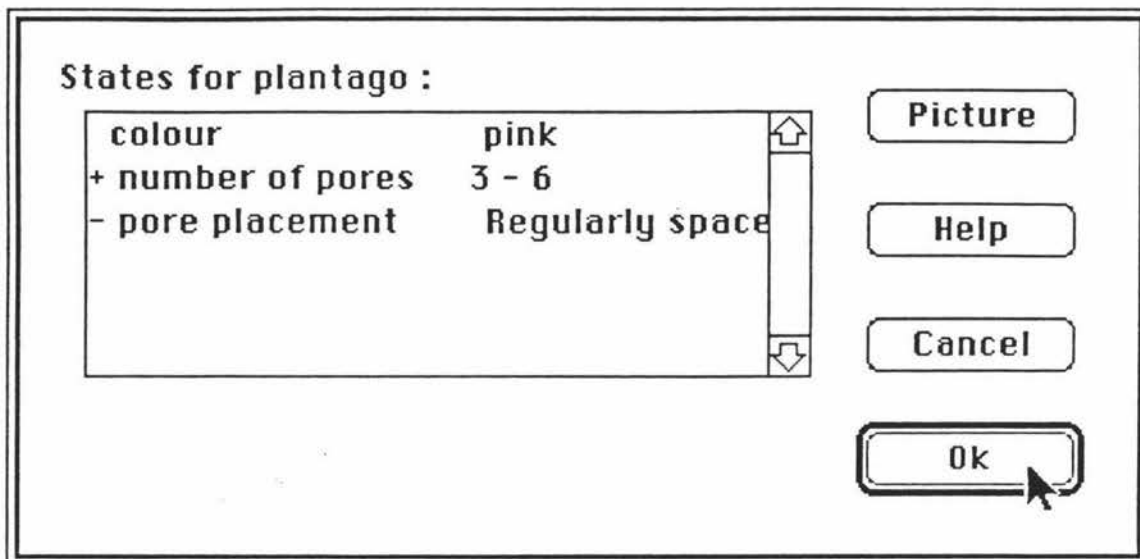 States for plantago :
colour pink
+ number of pores 3 - 6
- pore placement Regularly space
Picture
Help
Cancel
Ok